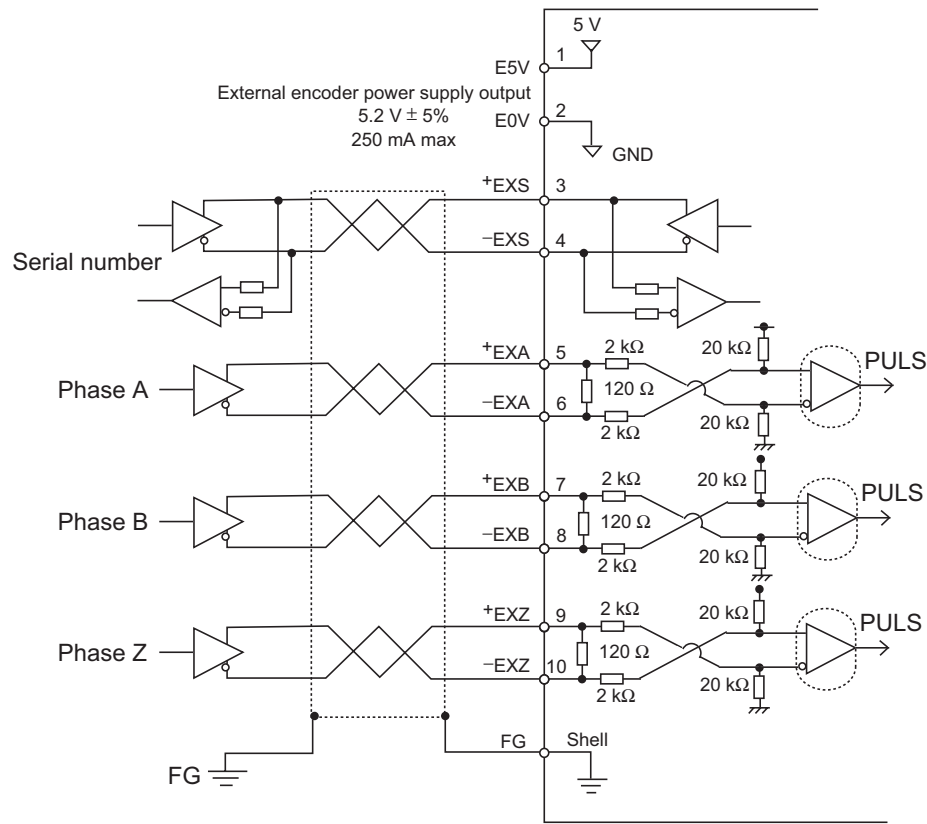 5 V
1
E5V
External encoder power supply output
5.2 V ± 5%
250 mA max
2
E0V
GND
+EXS 3
−EXS 4
Serial number
Phase A
+EXA 5
2 kΩ
20 kΩ
PULS
120 Ω
−EXA 6
2 kΩ
20 kΩ
Phase B
+EXB 7
2 kΩ
20 kΩ
PULS
120 Ω
−EXB 8
2 kΩ
20 kΩ
Phase Z
+EXZ 9
2 kΩ
20 kΩ
PULS
120 Ω
−EXZ 10
2 kΩ
20 kΩ
FG Shell
FG